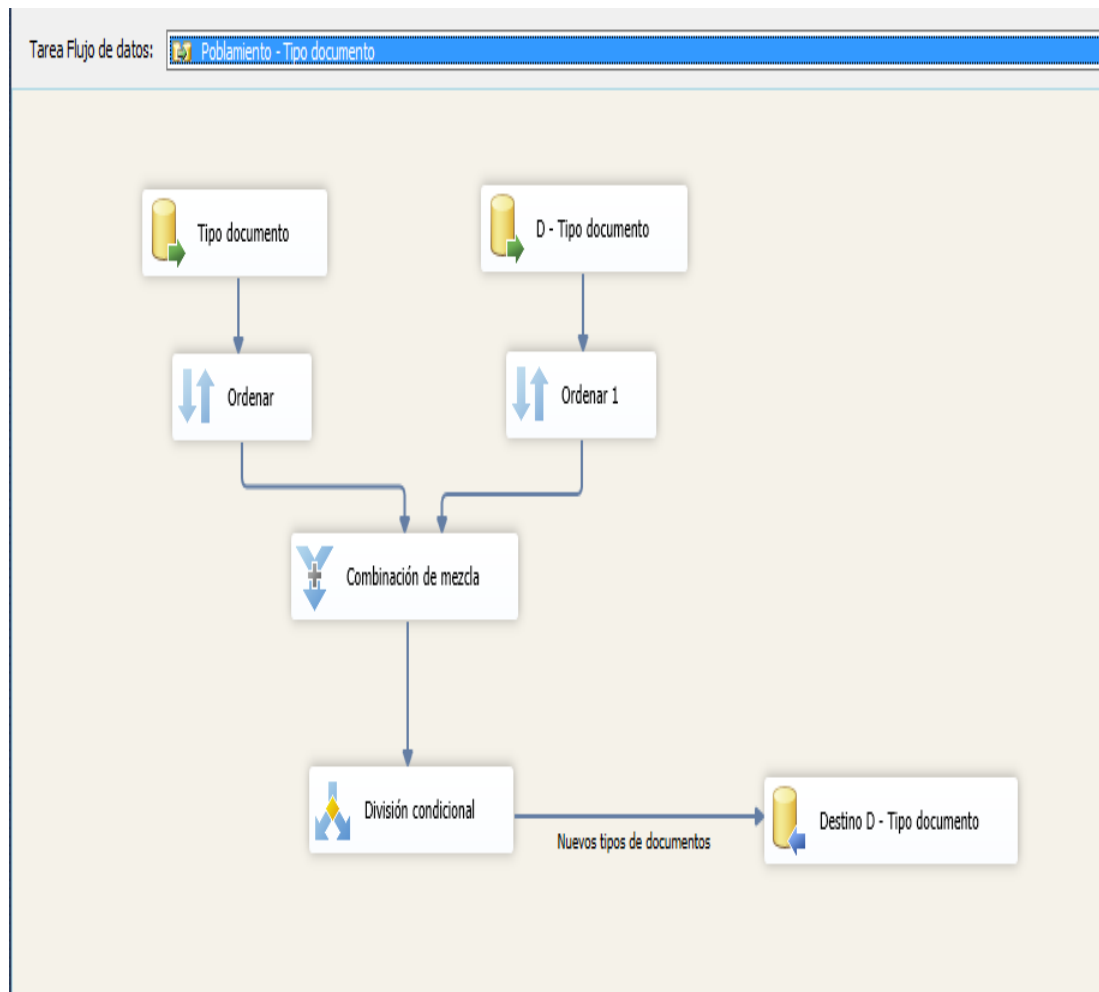 Tarea Flujo de datos: Poblamiento - Tipo documento
Tipo documento
D - Tipo documento
Ordenar
Ordenar 1
Combinación de mezcla
División condicional
Nuevos tipos de documentos
Destino D - Tipo documento